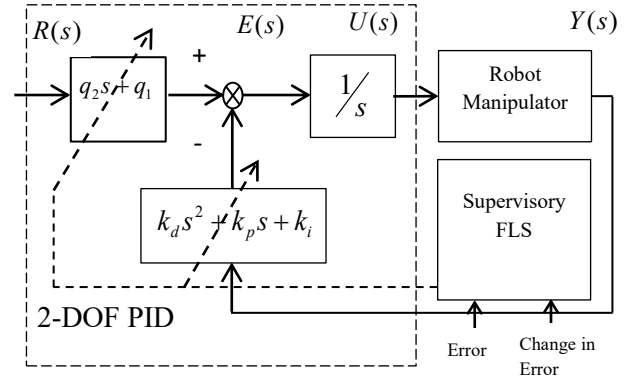 R(s)
E(s)
U(s)
Y(s)
+
q₂s + q₁
1/s
Robot
Manipulator
-
k_d s² + k_p s + k_i
Supervisory
FLS
2-DOF PID
Error
Change in
Error